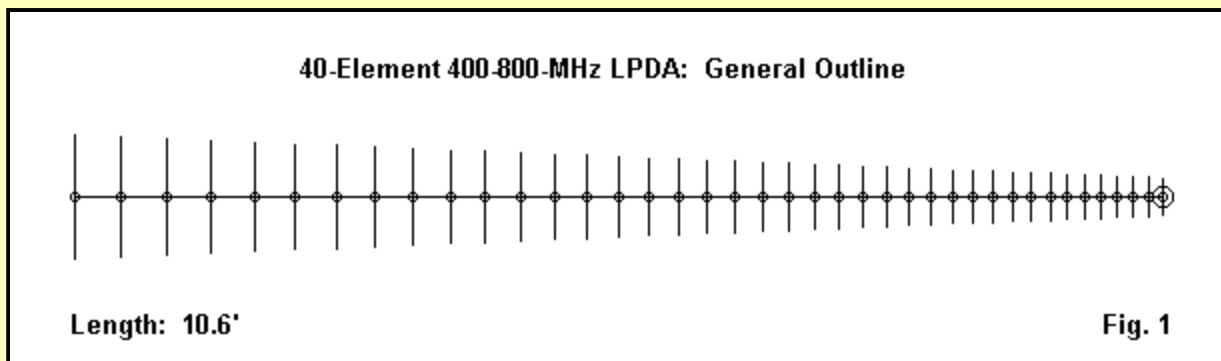 40-Element 400-800-MHz LPDA: General Outline
Length: 10.6'
Fig. 1